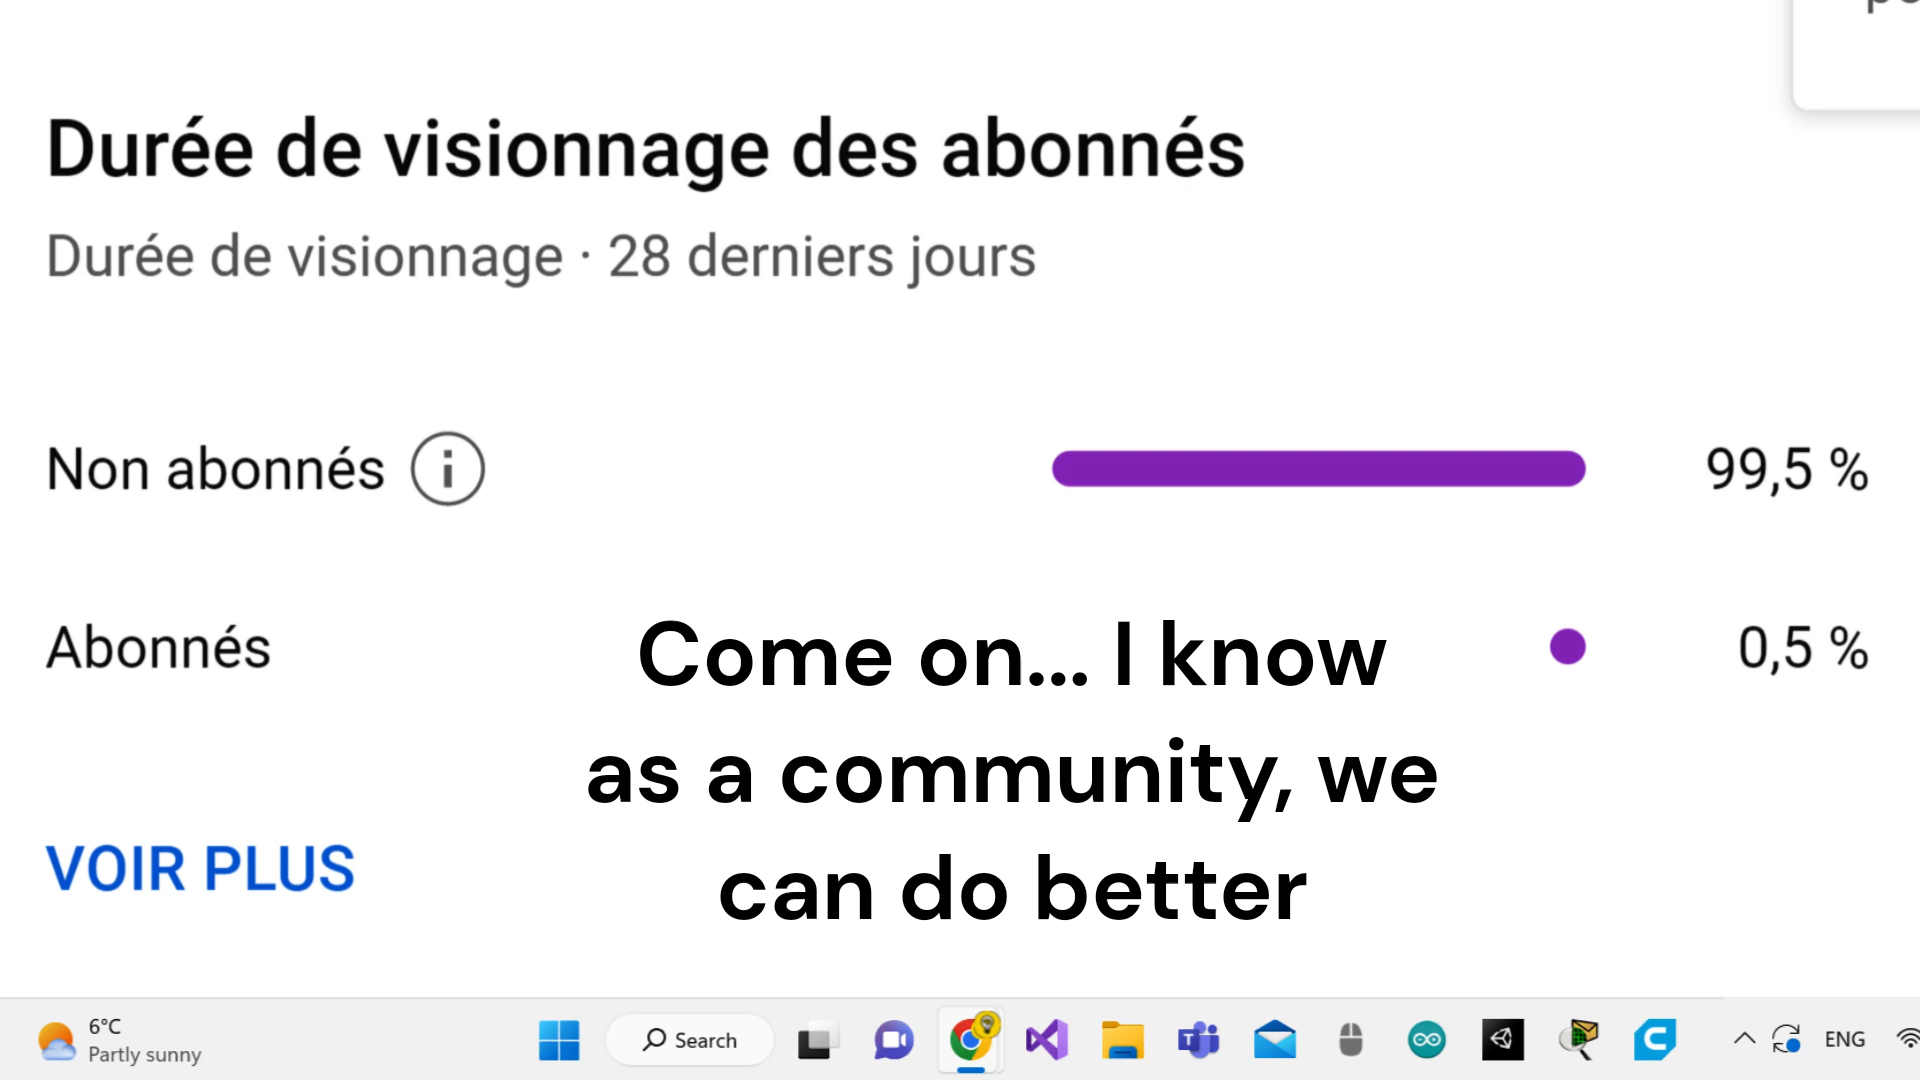 Durée de visionnage des abonnés
Durée de visionnage · 28 derniers jours
Non abonnés
99,5 %
Abonnés
0,5 %
Come on... I know
as a community, we
can do better
VOIR PLUS
6°C
Partly sunny
Search
ENG